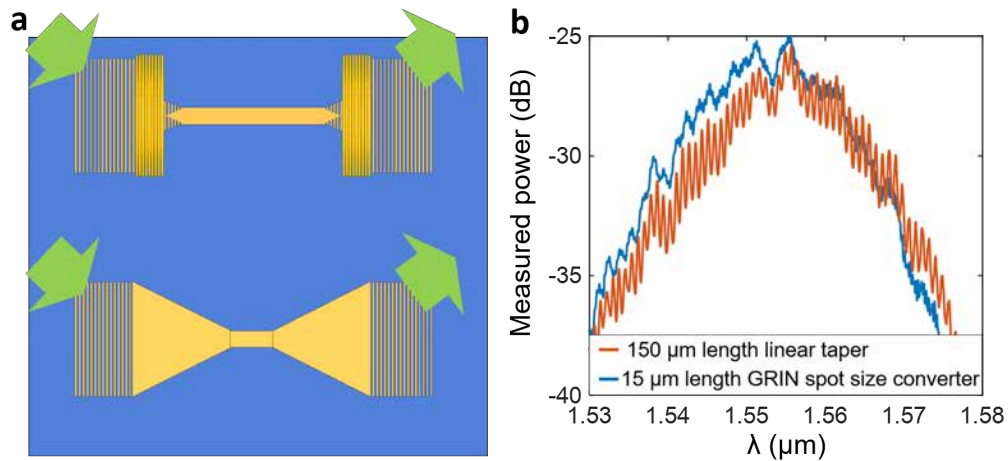 a
b
Measured power (dB)
-25
-30
-35
-40
150 μm length linear taper
15 μm length GRIN spot size converter
1.53
1.54
1.55
1.56
1.57
1.58
λ (μm)